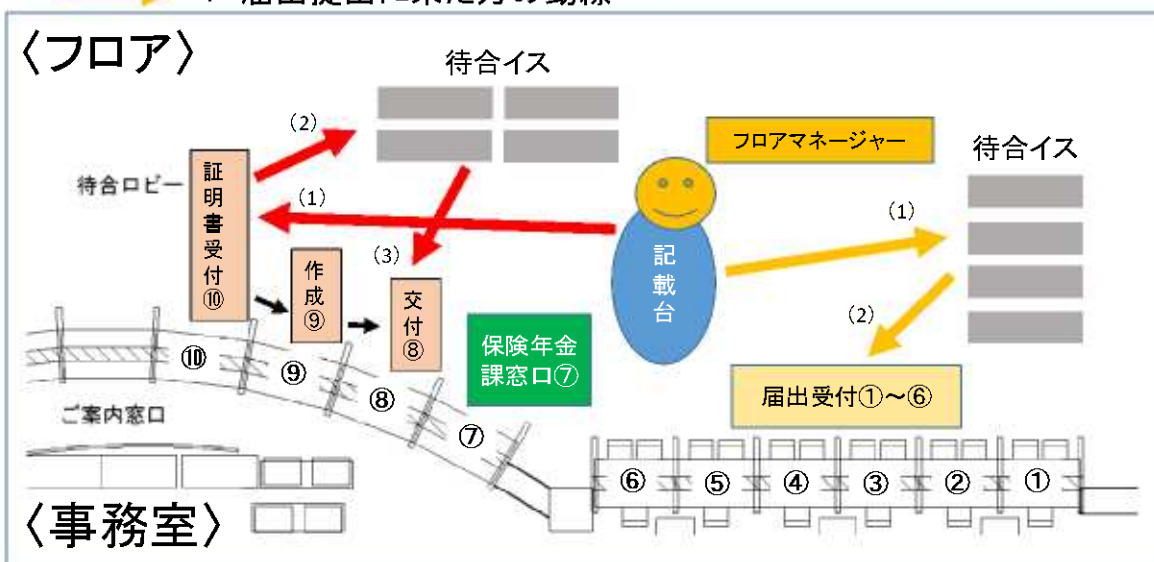 〈フロア〉
待合イス
(2)
フロアマネージャー
待合イス
待合ロビー
証明書受付⑩
(1)
(1)
記載台
(3)
作成⑨
交付⑧
(2)
保険年金
課窓口⑦
届出受付①～⑥
⑩
⑨
⑧
⑦
ご案内窓口
⑥
⑤
④
③
②
①
〈事務室〉